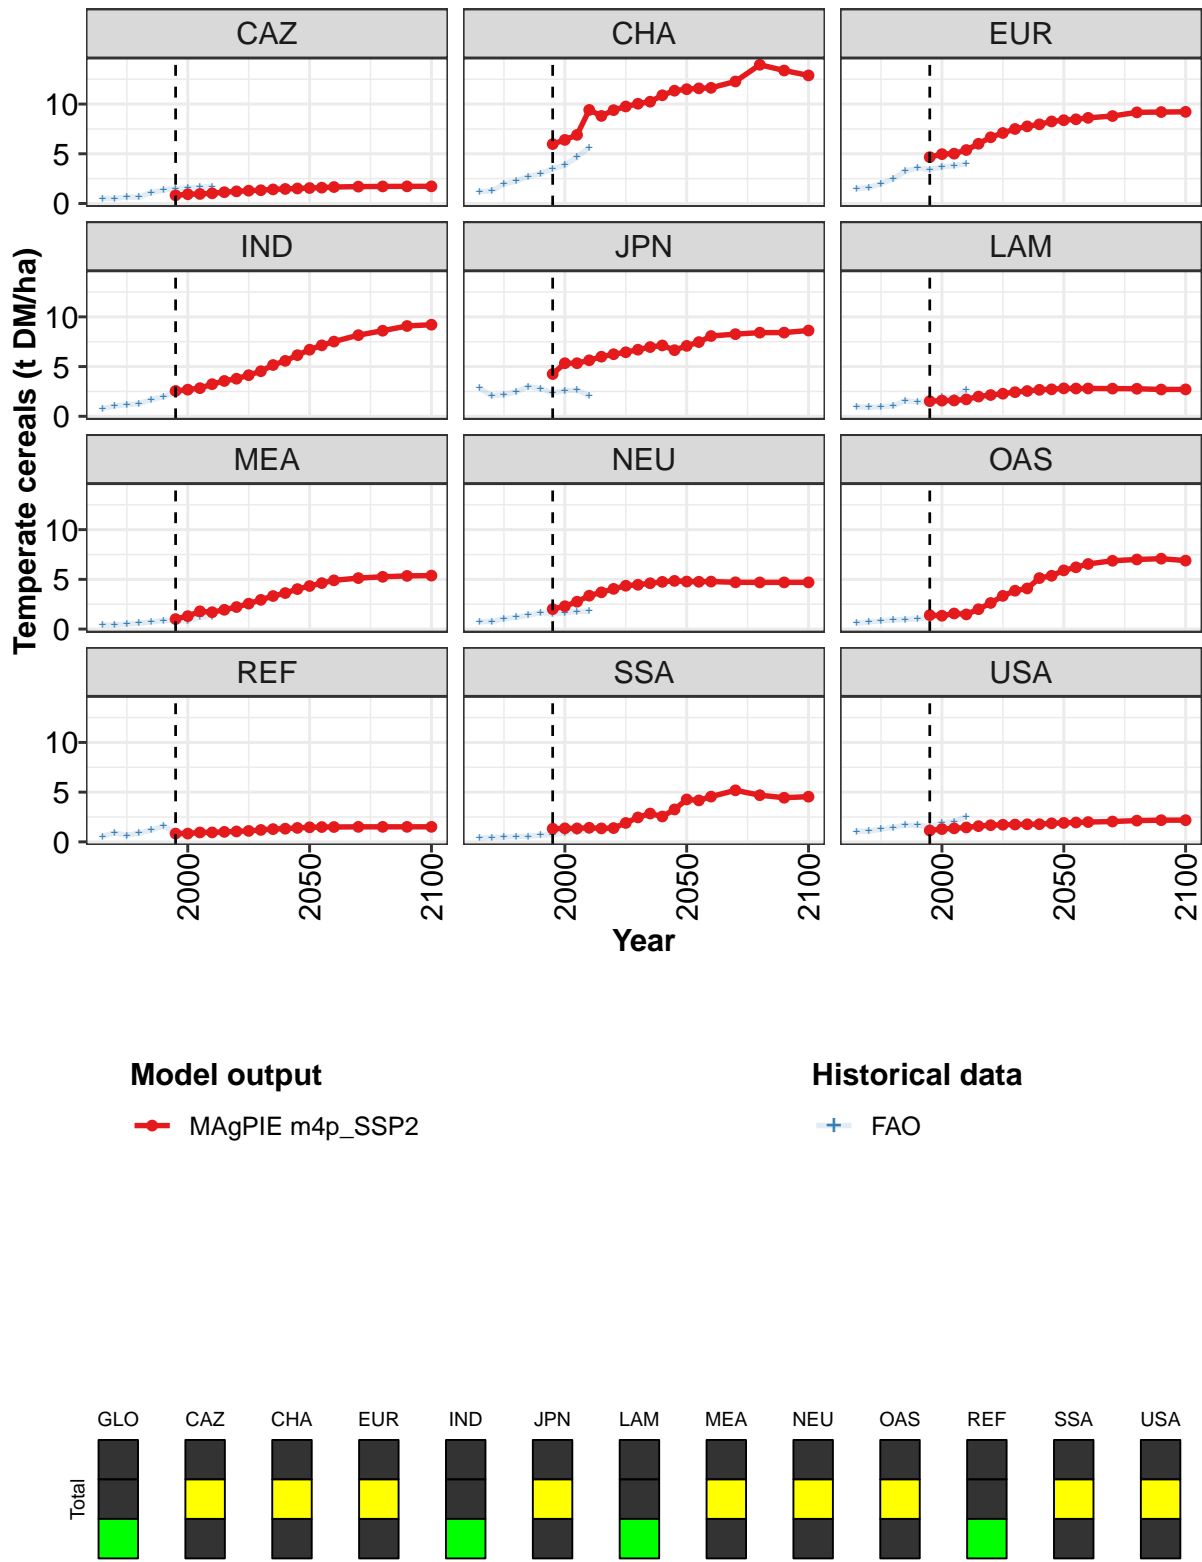 CAZ CHA EUR
10
5
0
IND JPN LAM
10
5
0
MEA NEU OAS
10
5
0
REF SSA USA
10
5
0
2000 2050 2100 2000 2050 2100 2000 2050 2100
Temperate cereals (t DM/ha)
Year
Model output
MAgPIE m4p_SSP2
Historical data
FAO
GLO CAZ CHA EUR IND JPN LAM MEA NEU OAS REF SSA USA
Total